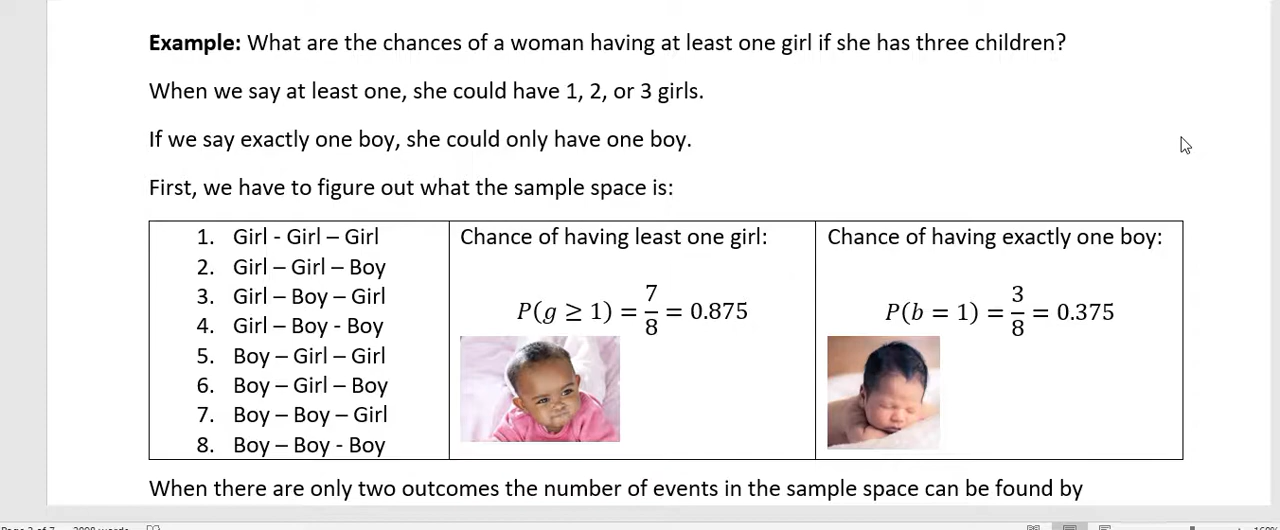 Example: What are the chances of a woman having at least one girl if she has three children?
When we say at least one, she could have 1, 2, or 3 girls.
If we say exactly one boy, she could only have one boy.
First, we have to figure out what the sample space is:
1. Girl - Girl – Girl
2. Girl – Girl – Boy
3. Girl – Boy – Girl
4. Girl – Boy - Boy
5. Boy – Girl – Girl
6. Boy – Girl – Boy
7. Boy – Boy – Girl
8. Boy – Boy - Boy
Chance of having least one girl:
P(g ≥ 1) = 7/8 = 0.875
Chance of having exactly one boy:
P(b = 1) = 3/8 = 0.375
When there are only two outcomes the number of events in the sample space can be found by